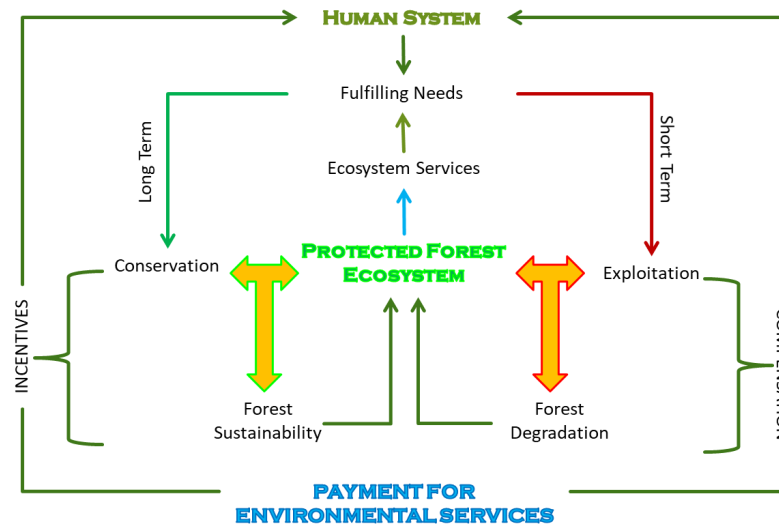 HUMAN SYSTEM
Fulfilling Needs
Long Term
Short Term
Ecosystem Services
PROTECTED FOREST
ECOSYSTEM
Conservation
Exploitation
INCENTIVES
Forest
Sustainability
Forest
Degradation
PAYMENT FOR
ENVIRONMENTAL SERVICES